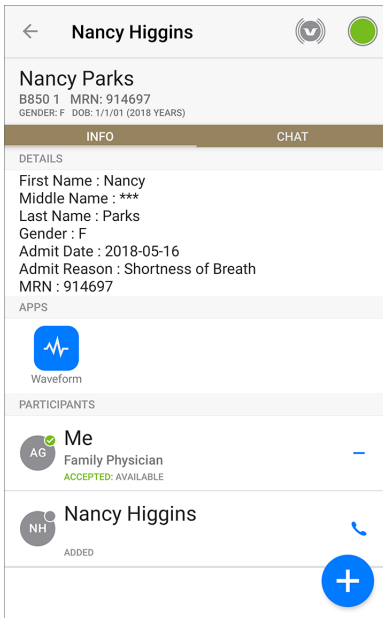 Nancy Higgins
Nancy Parks
B850 1 MRN: 914697
GENDER: F DOB: 1/1/01 (2018 YEARS)
INFO CHAT
DETAILS
First Name : Nancy
Middle Name : ***
Last Name : Parks
Gender : F
Admit Date : 2018-05-16
Admit Reason : Shortness of Breath
MRN : 914697
APPS
Waveform
PARTICIPANTS
AG Me
Family Physician
ACCEPTED: AVAILABLE
NH Nancy Higgins
ADDED